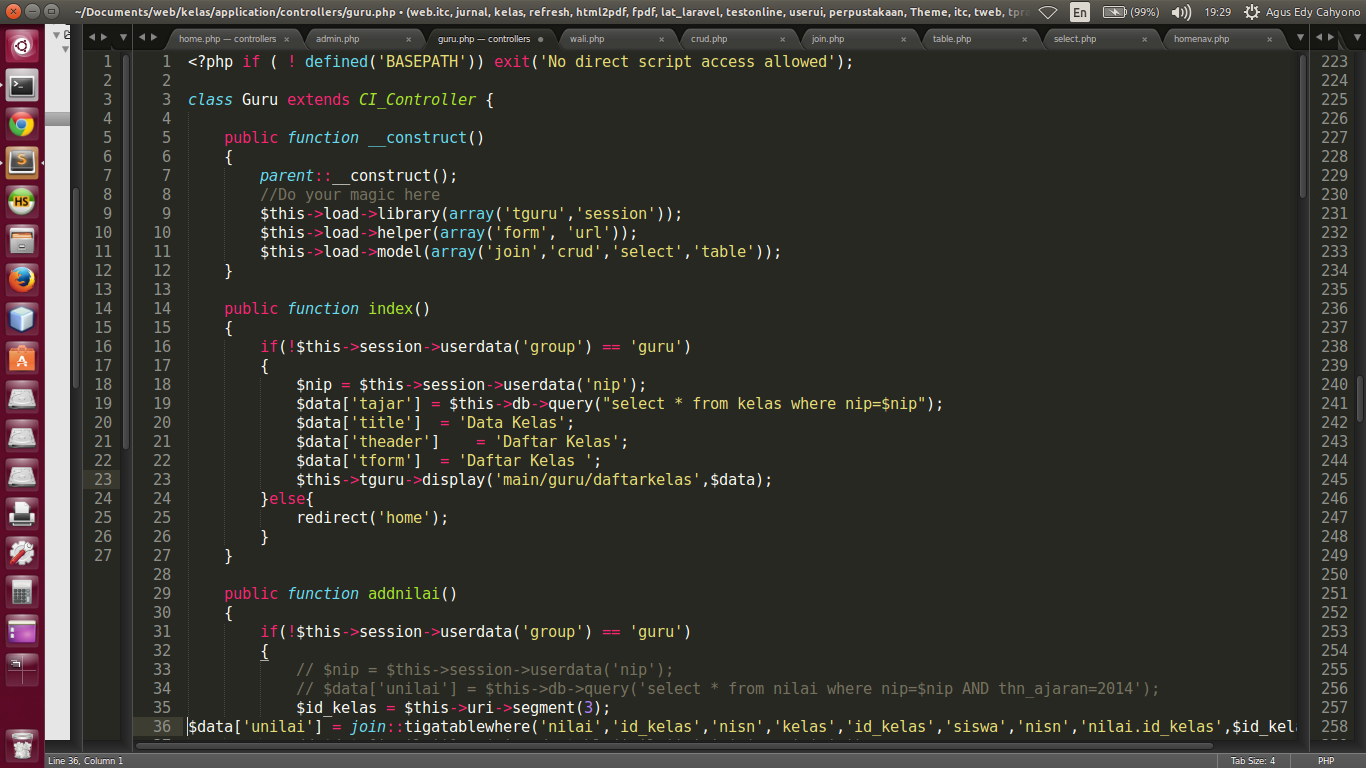 ~/Documents/web/kelas/application/controllers/guru.php • (web.itc, jurnal, kelas, refresh, html2pdf, fpdf, lat_laravel, tesonline, userui, perpustakaan, Theme, itc, tweb, tpra
En (99%) 19:29 Agus Edy Cahyono
home.php — controllers × admin.php × guru.php — controllers • wali.php × crud.php × join.php × table.php × select.php × homenav.php ×
1 1 <?php if ( ! defined('BASEPATH')) exit('No direct script access allowed'); 223
2 2 224
3 3 class Guru extends CI_Controller { 225
4 4 226
5 5 public function __construct() 227
6 6 { 228
7 7 parent::__construct(); 229
8 8 //Do your magic here 230
9 9 $this->load->library(array('tguru','session')); 231
10 10 $this->load->helper(array('form', 'url')); 232
11 11 $this->load->model(array('join','crud','select','table')); 233
12 12 } 234
13 13 235
14 14 public function index() 236
15 15 { 237
16 16 if(!$this->session->userdata('group') == 'guru') 238
17 17 { 239
18 18 $nip = $this->session->userdata('nip'); 240
19 19 $data['tajar'] = $this->db->query("select * from kelas where nip=$nip"); 241
20 20 $data['title'] = 'Data Kelas'; 242
21 21 $data['theader'] = 'Daftar Kelas'; 243
22 22 $data['tform'] = 'Daftar Kelas '; 244
23 23 $this->tguru->display('main/guru/daftarkelas',$data); 245
24 24 }else{ 246
25 25 redirect('home'); 247
26 26 } 248
27 27 } 249
28 250
29 public function addnilai() 251
30 { 252
31 if(!$this->session->userdata('group') == 'guru') 253
32 { 254
33 // $nip = $this->session->userdata('nip'); 255
34 // $data['unilai'] = $this->db->query('select * from nilai where nip=$nip AND thn_ajaran=2014'); 256
35 $id_kelas = $this->uri->segment(3); 257
36 $data['unilai'] = join::tigatablewhere('nilai','id_kelas','nisn','kelas','id_kelas','siswa','nisn','nilai.id_kelas',$id_kel 258
Line 36, Column 1 Tab Size: 4 PHP